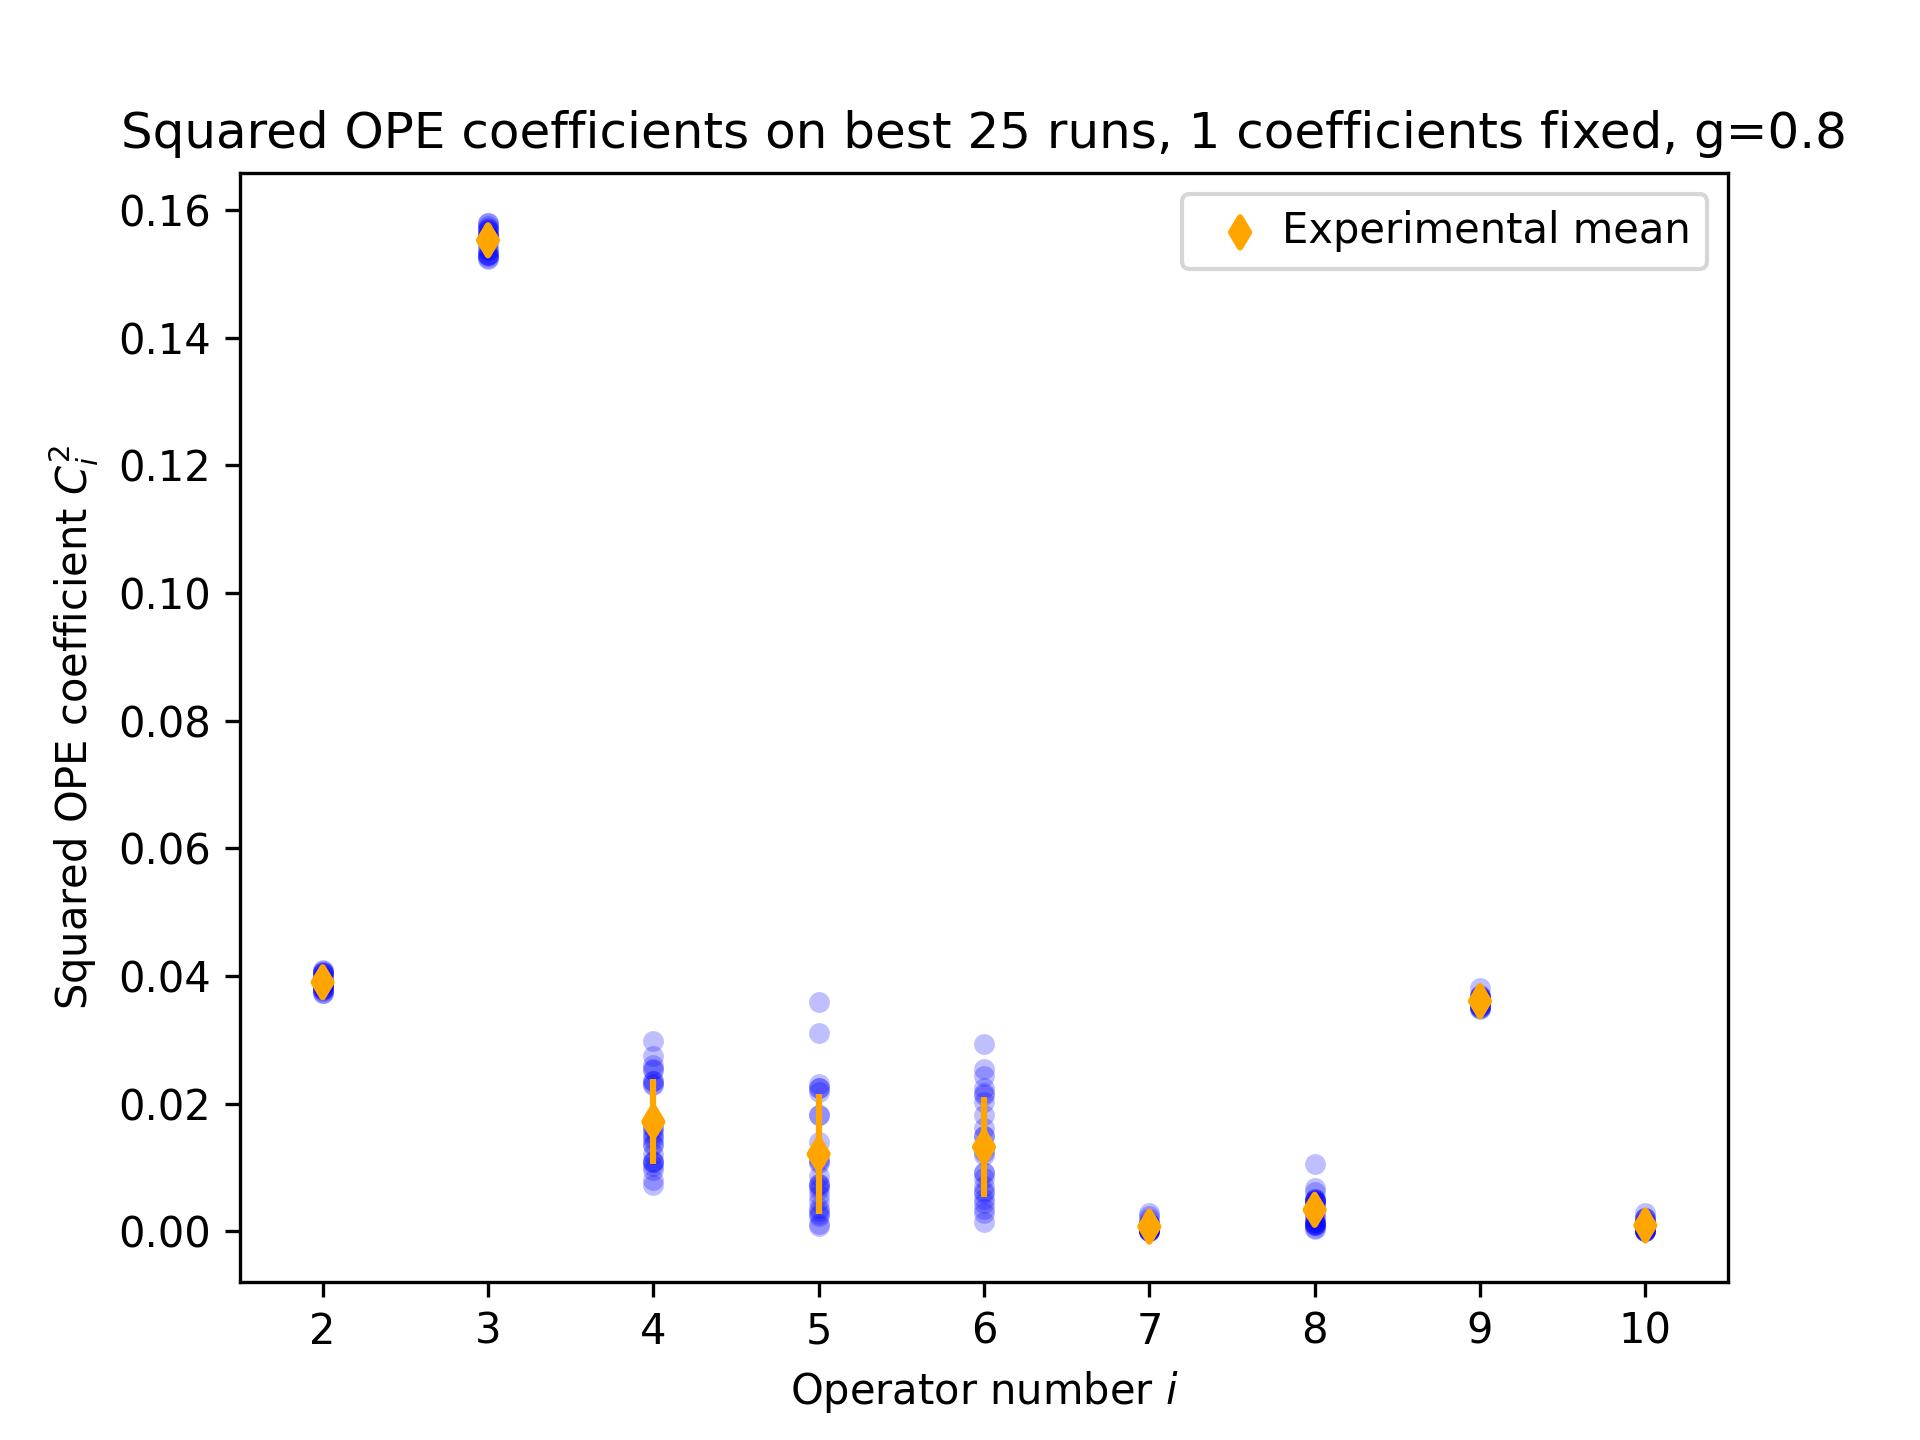 Squared OPE coefficients on best 25 runs, 1 coefficients fixed, g=0.8
Experimental mean
Squared OPE coefficient $C_i^2$
0.16
0.14
0.12
0.10
0.08
0.06
0.04
0.02
0.00
2 3 4 5 6 7 8 9 10
Operator number i